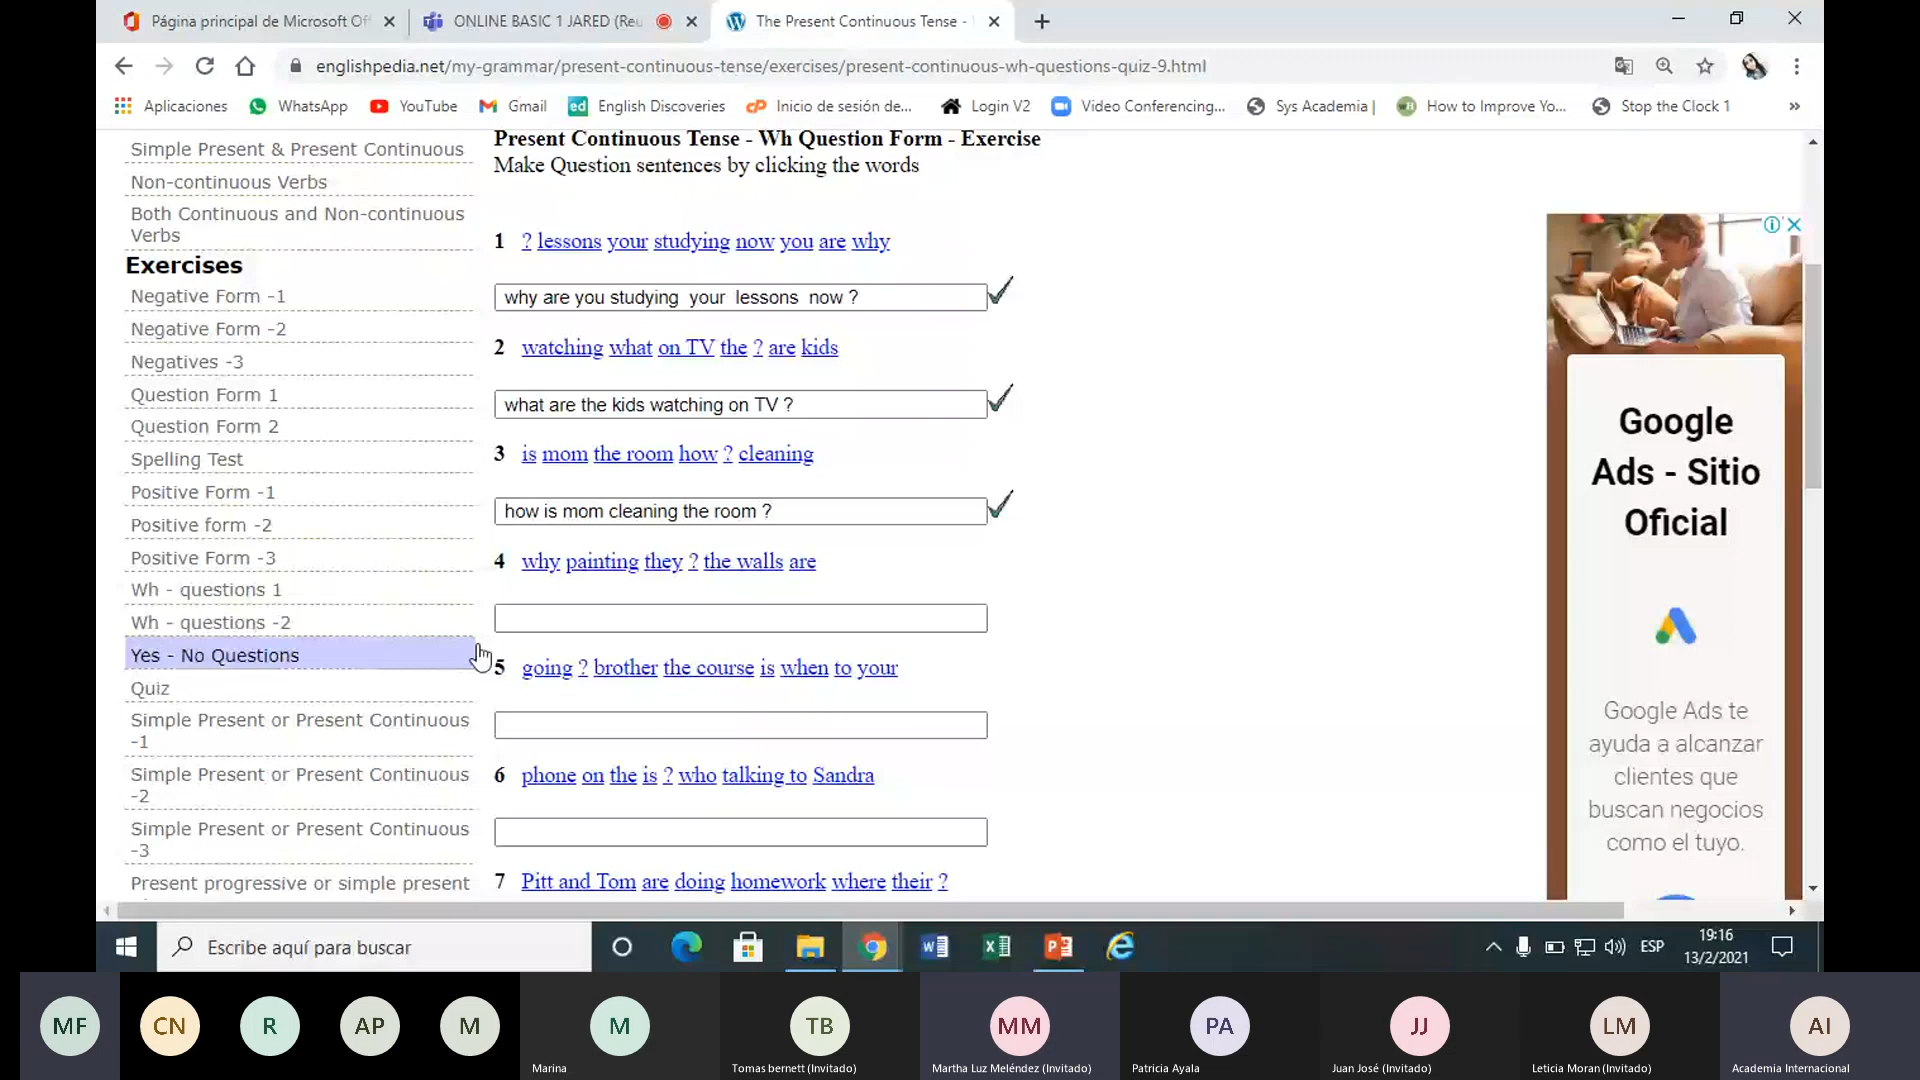 Página principal de Microsoft Of
ONLINE BASIC 1 JARED (Reu
The Present Continuous Tense -
englishpedia.net/my-grammar/present-continuous-tense/exercises/present-continuous-wh-questions-quiz-9.html
Aplicaciones WhatsApp YouTube Gmail English Discoveries Inicio de sesión de... Login V2 Video Conferencing... Sys Academia | How to Improve Yo... Stop the Clock 1 »
Simple Present & Present Continuous
Non-continuous Verbs
Both Continuous and Non-continuous
Verbs
Exercises
Negative Form -1
Negative Form -2
Negatives -3
Question Form 1
Question Form 2
Spelling Test
Positive Form -1
Positive form -2
Positive Form -3
Wh - questions 1
Wh - questions -2
Yes - No Questions
Quiz
Simple Present or Present Continuous
-1
Simple Present or Present Continuous
-2
Simple Present or Present Continuous
-3
Present progressive or simple present
Present Continuous Tense - Wh Question Form - Exercise
Make Question sentences by clicking the words
1 ? lessons your studying now you are why
why are you studying your lessons now ?
2 watching what on TV the ? are kids
what are the kids watching on TV ?
3 is mom the room how ? cleaning
how is mom cleaning the room ?
4 why painting they ? the walls are
5 going ? brother the course is when to your
6 phone on the is ? who talking to Sandra
7 Pitt and Tom are doing homework where their ?
Google
Ads - Sitio
Oficial
Google Ads te
ayuda a alcanzar
clientes que
buscan negocios
como el tuyo.
Escribe aquí para buscar
ESP
19:16
13/2/2021
MF CN R AP M M TB MM PA JJ LM AI
Marina Tomas bernett (Invitado) Martha Luz Meléndez (Invitado) Patricia Ayala Juan José (Invitado) Leticia Moran (Invitado) Academia Internacional